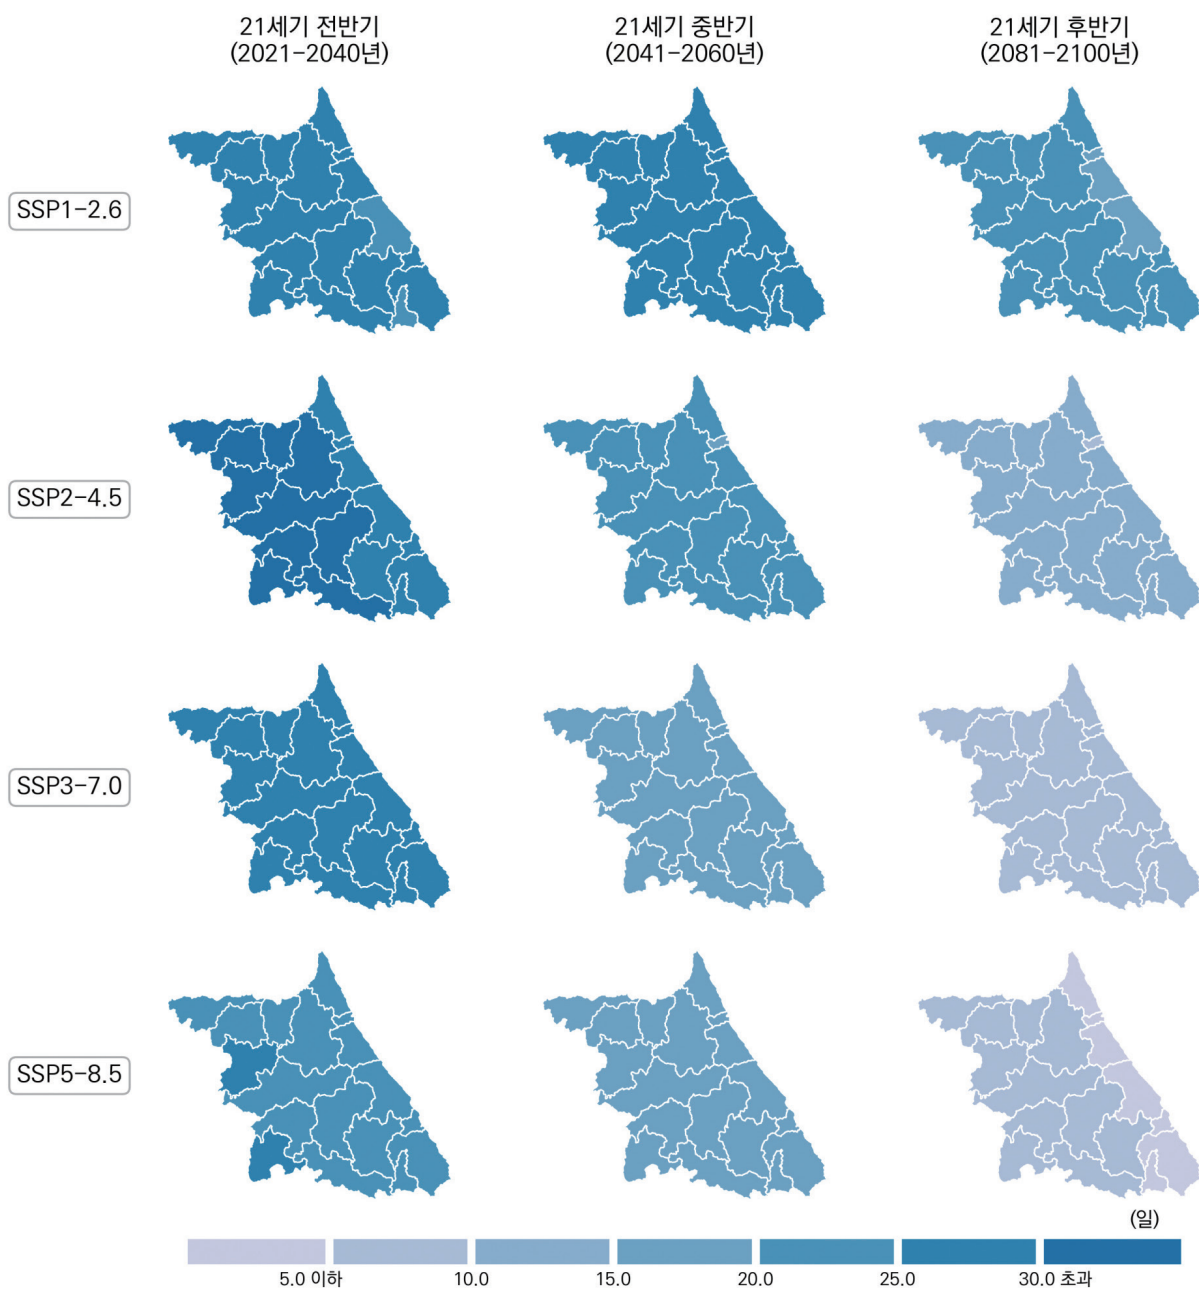 21세기 전반기
(2021-2040년)
21세기 중반기
(2041-2060년)
21세기 후반기
(2081-2100년)
SSP1-2.6
SSP2-4.5
SSP3-7.0
SSP5-8.5
(일)
5.0 이하
10.0
15.0
20.0
25.0
30.0 초과